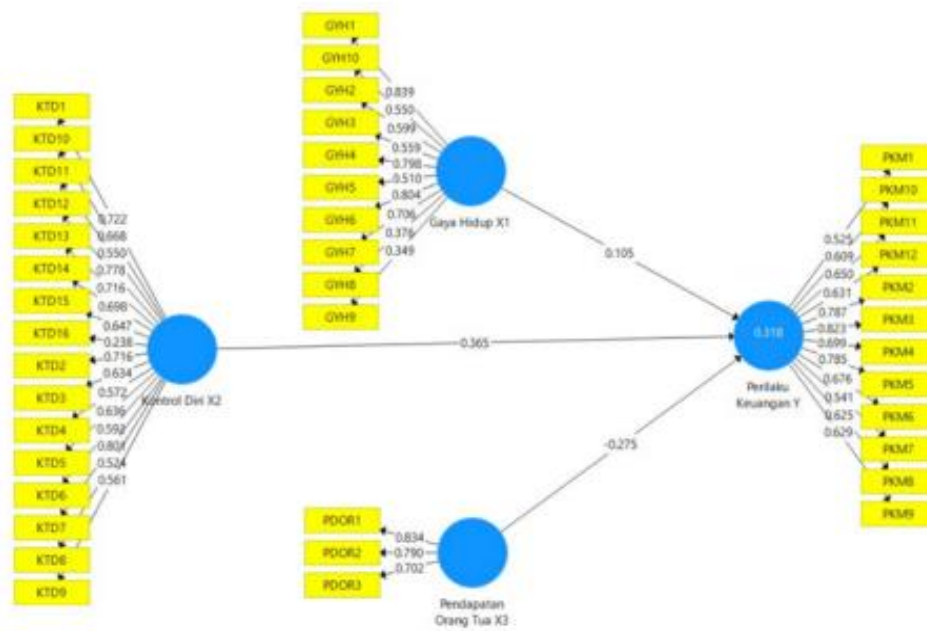 GYH1
GYH10
GYH2
GYH3
GYH4
GYH5
GYH6
GYH7
GYH8
GYH9
0.839
0.550
0.599
0.559
0.798
0.510
0.804
0.706
0.376
0.349
Gaya Hidup X1
KTD1
KTD10
KTD11
KTD12
KTD13
KTD14
KTD15
KTD16
KTD2
KTD3
KTD4
KTD5
KTD6
KTD7
KTD8
KTD9
0.722
0.668
0.550
0.778
0.716
0.698
0.647
0.238
0.716
0.634
0.572
0.636
0.592
0.801
0.524
0.561
Kontrol Diri X2
0.105
0.365
-0.275
PDOR1
PDOR2
PDOR3
0.834
0.790
0.702
Pendapatan
Orang Tua X3
0.318
Perilaku
Keuangan Y
0.525
0.609
0.650
0.631
0.787
0.823
0.699
0.785
0.676
0.541
0.625
0.629
PKM1
PKM10
PKM11
PKM12
PKM2
PKM3
PKM4
PKM5
PKM6
PKM7
PKM8
PKM9